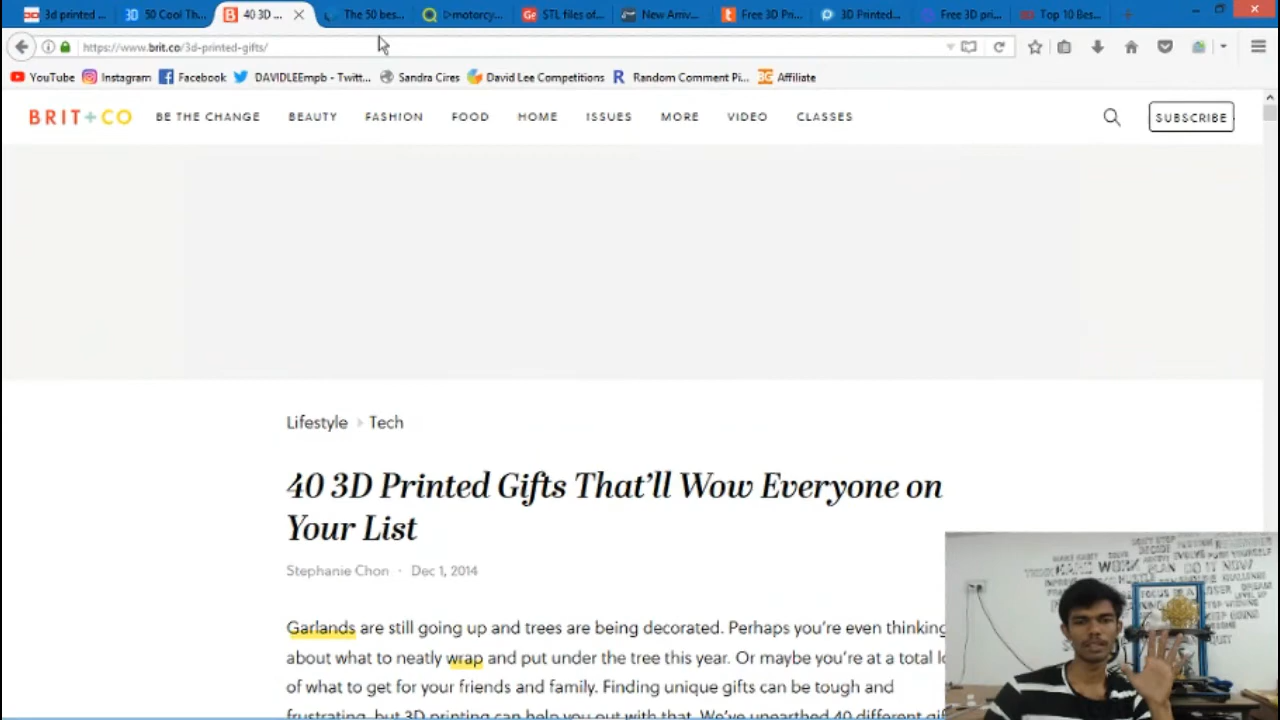 3d printed ...
50 Cool Th...
40 3D ...
The 50 bes...
D-motorcy...
STL files of...
New Arriv...
Free 3D Pri...
3D Printed...
Free 3D pri...
Top 10 Bes...
https://www.brit.co/3d-printed-gifts/
YouTube
Instagram
Facebook
DAVIDLEEmpb - Twitt...
Sandra Cires
David Lee Competitions
Random Comment Pi...
Affiliate
BRIT+CO
BE THE CHANGE
BEAUTY
FASHION
FOOD
HOME
ISSUES
MORE
VIDEO
CLASSES
SUBSCRIBE
Lifestyle
Tech
40 3D Printed Gifts That'll Wow Everyone on
Your List
Stephanie Chon · Dec 1, 2014
Garlands are still going up and trees are being decorated. Perhaps you're even thinking
about what to neatly wrap and put under the tree this year. Or maybe you're at a total
of what to get for your friends and family. Finding unique gifts can be tough and
frustrating, but 3D printing can help you out with that. We've unearthed 40 different
HARD WORK PLAN DO IT NOW